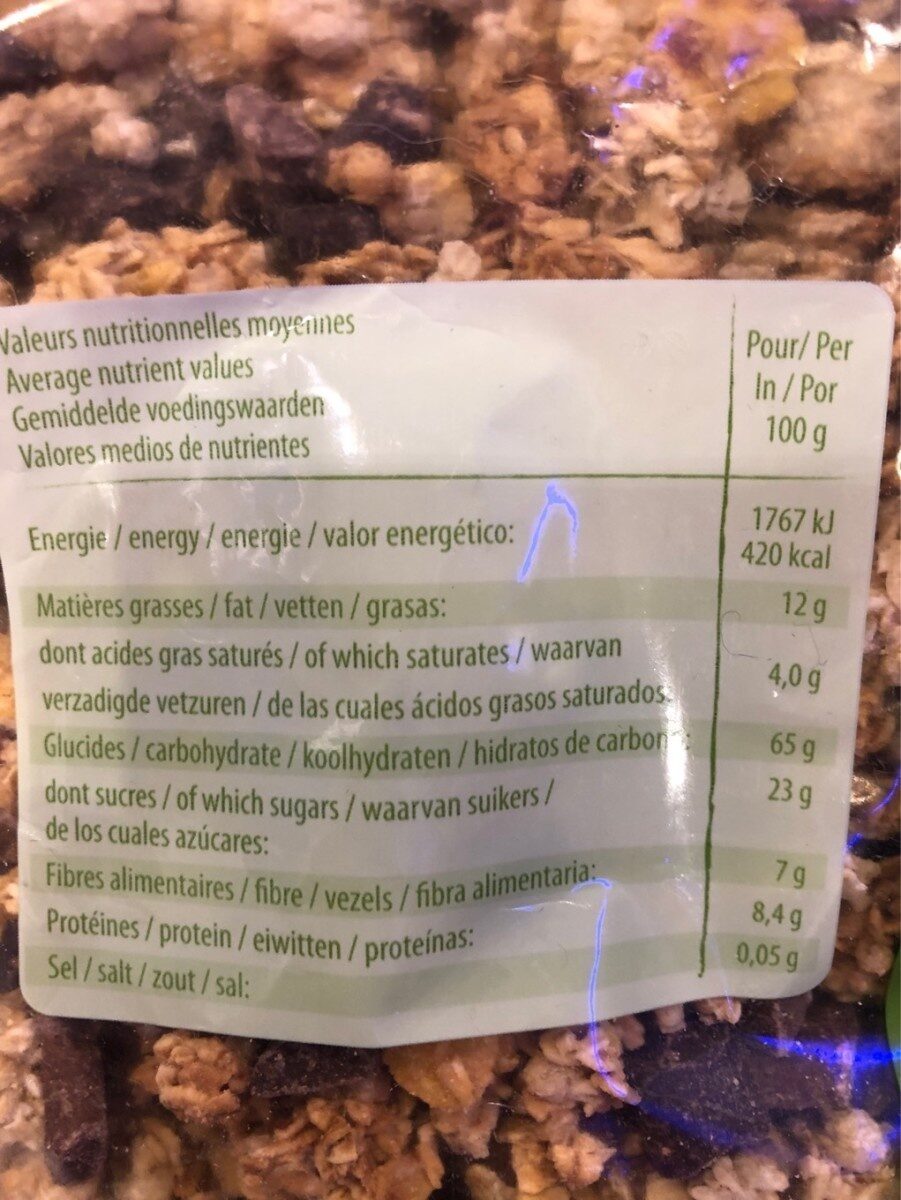 Valeurs nutritionnelles moyennes
Average nutrient values
Gemiddelde voedingswaarden
Valores medios de nutrientes
Pour/ Per
In / Por
100 g
Energie / energy / energie / valor energético:
1767 kJ
420 kcal
Matières grasses / fat / vetten / grasas:
12 g
dont acides gras saturés / of which saturates / waarvan
verzadigde vetzuren / de las cuales ácidos grasos saturados:
4,0 g
Glucides / carbohydrate / koolhydraten / hidratos de carbono:
65 g
dont sucres / of which sugars / waarvan suikers /
de los cuales azúcares:
23 g
Fibres alimentaires / fibre / vezels / fibra alimentaria:
7 g
Protéines / protein / eiwitten / proteínas:
8,4 g
Sel / salt / zout / sal:
0,05 g